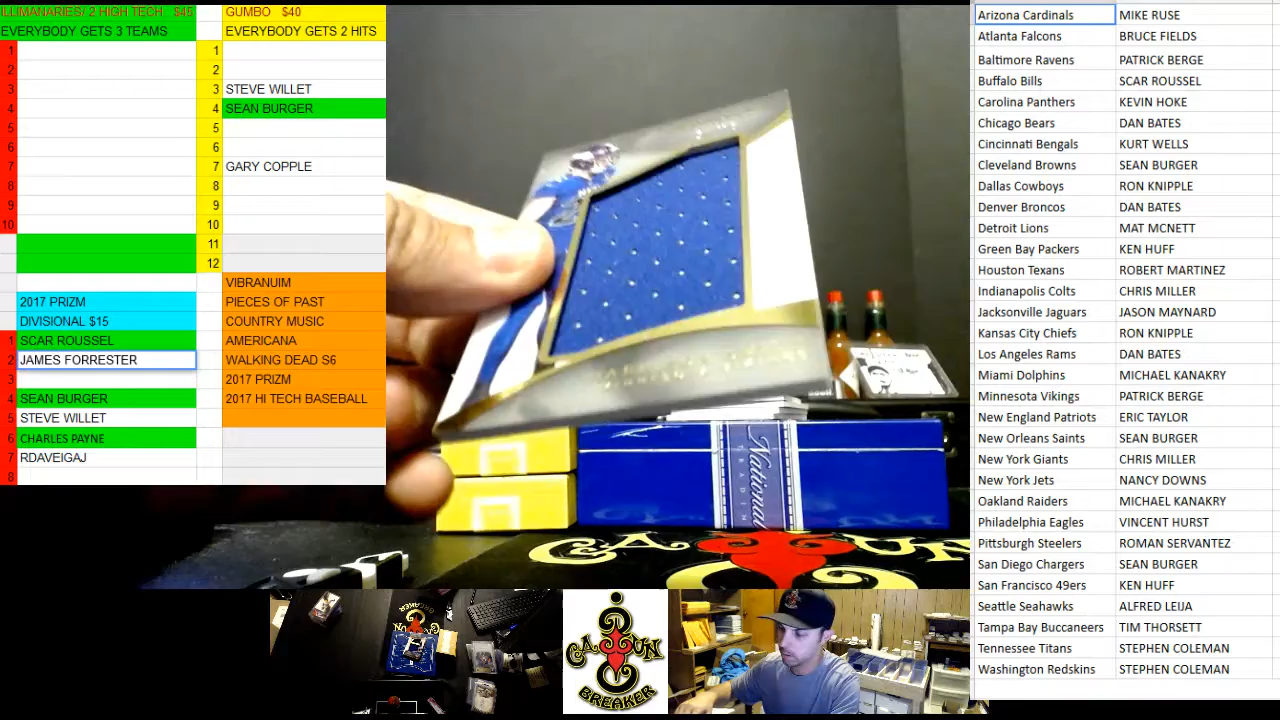 ILLIMANARIES/ 2 HIGH TECH $45
EVERYBODY GETS 3 TEAMS
1
2
3
4
5
6
7
8
9
10
2017 PRIZM
DIVISIONAL $15
1 SCAR ROUSSEL
2 JAMES FORRESTER
3
4 SEAN BURGER
5 STEVE WILLET
6 CHARLES PAYNE
7 RDAVEIGAJ
8
GUMBO $40
EVERYBODY GETS 2 HITS
1
2
3 STEVE WILLET
4 SEAN BURGER
5
6
7 GARY COPPLE
8
9
10
11
12
VIBRANUIM
PIECES OF PAST
COUNTRY MUSIC
AMERICANA
WALKING DEAD S6
2017 PRIZM
2017 HI TECH BASEBALL
National
CAJUN
BREAKER
Arizona Cardinals MIKE RUSE
Atlanta Falcons BRUCE FIELDS
Baltimore Ravens PATRICK BERGE
Buffalo Bills SCAR ROUSSEL
Carolina Panthers KEVIN HOKE
Chicago Bears DAN BATES
Cincinnati Bengals KURT WELLS
Cleveland Browns SEAN BURGER
Dallas Cowboys RON KNIPPLE
Denver Broncos DAN BATES
Detroit Lions MAT MCNETT
Green Bay Packers KEN HUFF
Houston Texans ROBERT MARTINEZ
Indianapolis Colts CHRIS MILLER
Jacksonville Jaguars JASON MAYNARD
Kansas City Chiefs RON KNIPPLE
Los Angeles Rams DAN BATES
Miami Dolphins MICHAEL KANAKRY
Minnesota Vikings PATRICK BERGE
New England Patriots ERIC TAYLOR
New Orleans Saints SEAN BURGER
New York Giants CHRIS MILLER
New York Jets NANCY DOWNS
Oakland Raiders MICHAEL KANAKRY
Philadelphia Eagles VINCENT HURST
Pittsburgh Steelers ROMAN SERVANTEZ
San Diego Chargers SEAN BURGER
San Francisco 49ers KEN HUFF
Seattle Seahawks ALFRED LEIJA
Tampa Bay Buccaneers TIM THORSETT
Tennessee Titans STEPHEN COLEMAN
Washington Redskins STEPHEN COLEMAN